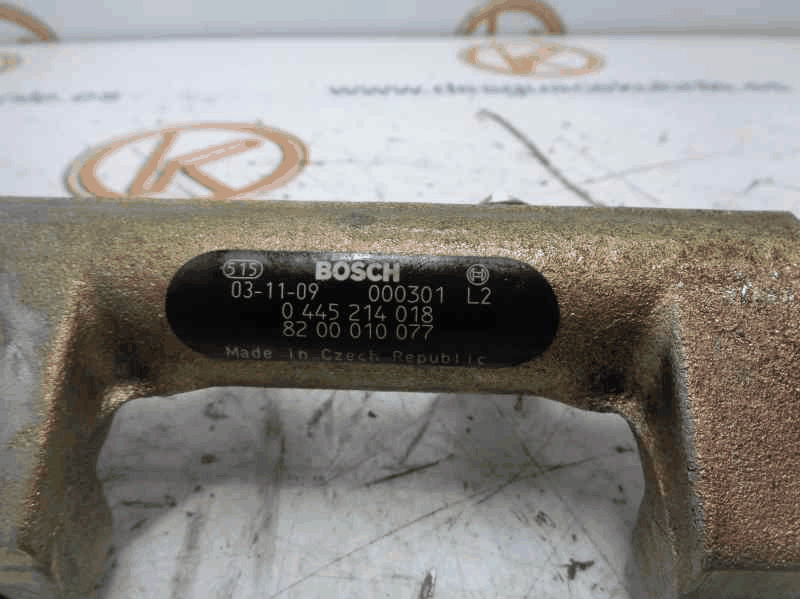 515 BOSCH
03-11-09 000301 L2
0 445 214 018
82 00 010 077
Made in Czech Republic